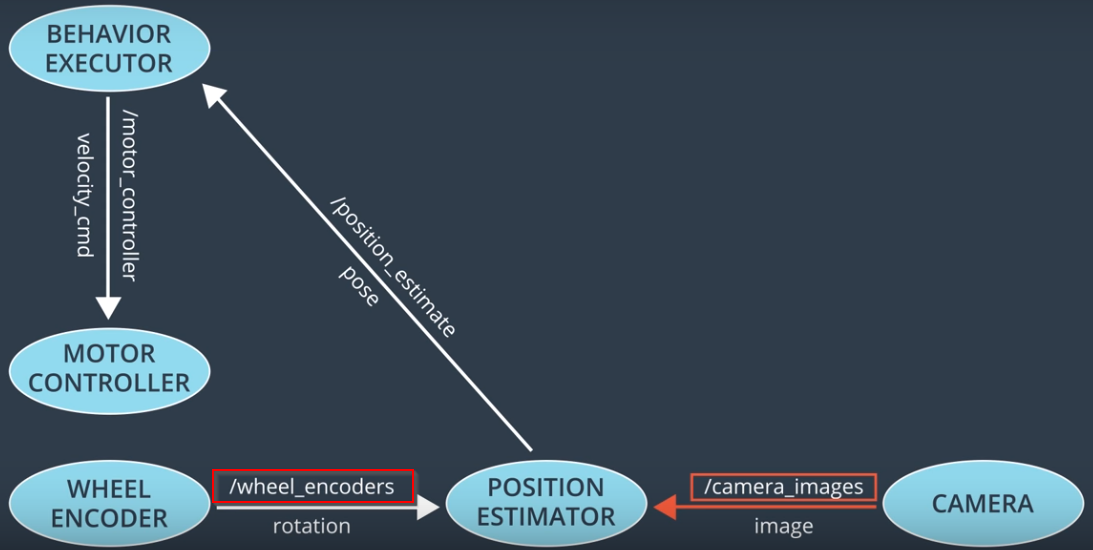 BEHAVIOR
EXECUTOR
/motor_controller
velocity_cmd
/position_estimate
pose
MOTOR
CONTROLLER
WHEEL
ENCODER
/wheel_encoders
rotation
POSITION
ESTIMATOR
/camera_images
image
CAMERA